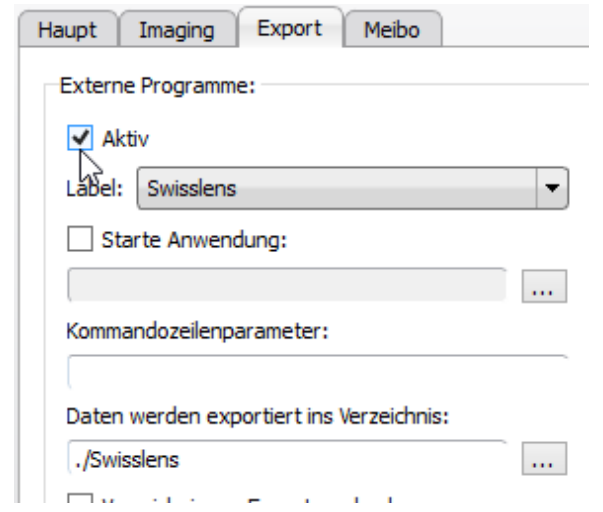 Haupt Imaging Export Meibo
Externe Programme:
Aktiv
Label: Swisslens
Starte Anwendung:
...
Kommandozeilenparameter:
Daten werden exportiert ins Verzeichnis:
./Swisslens ...